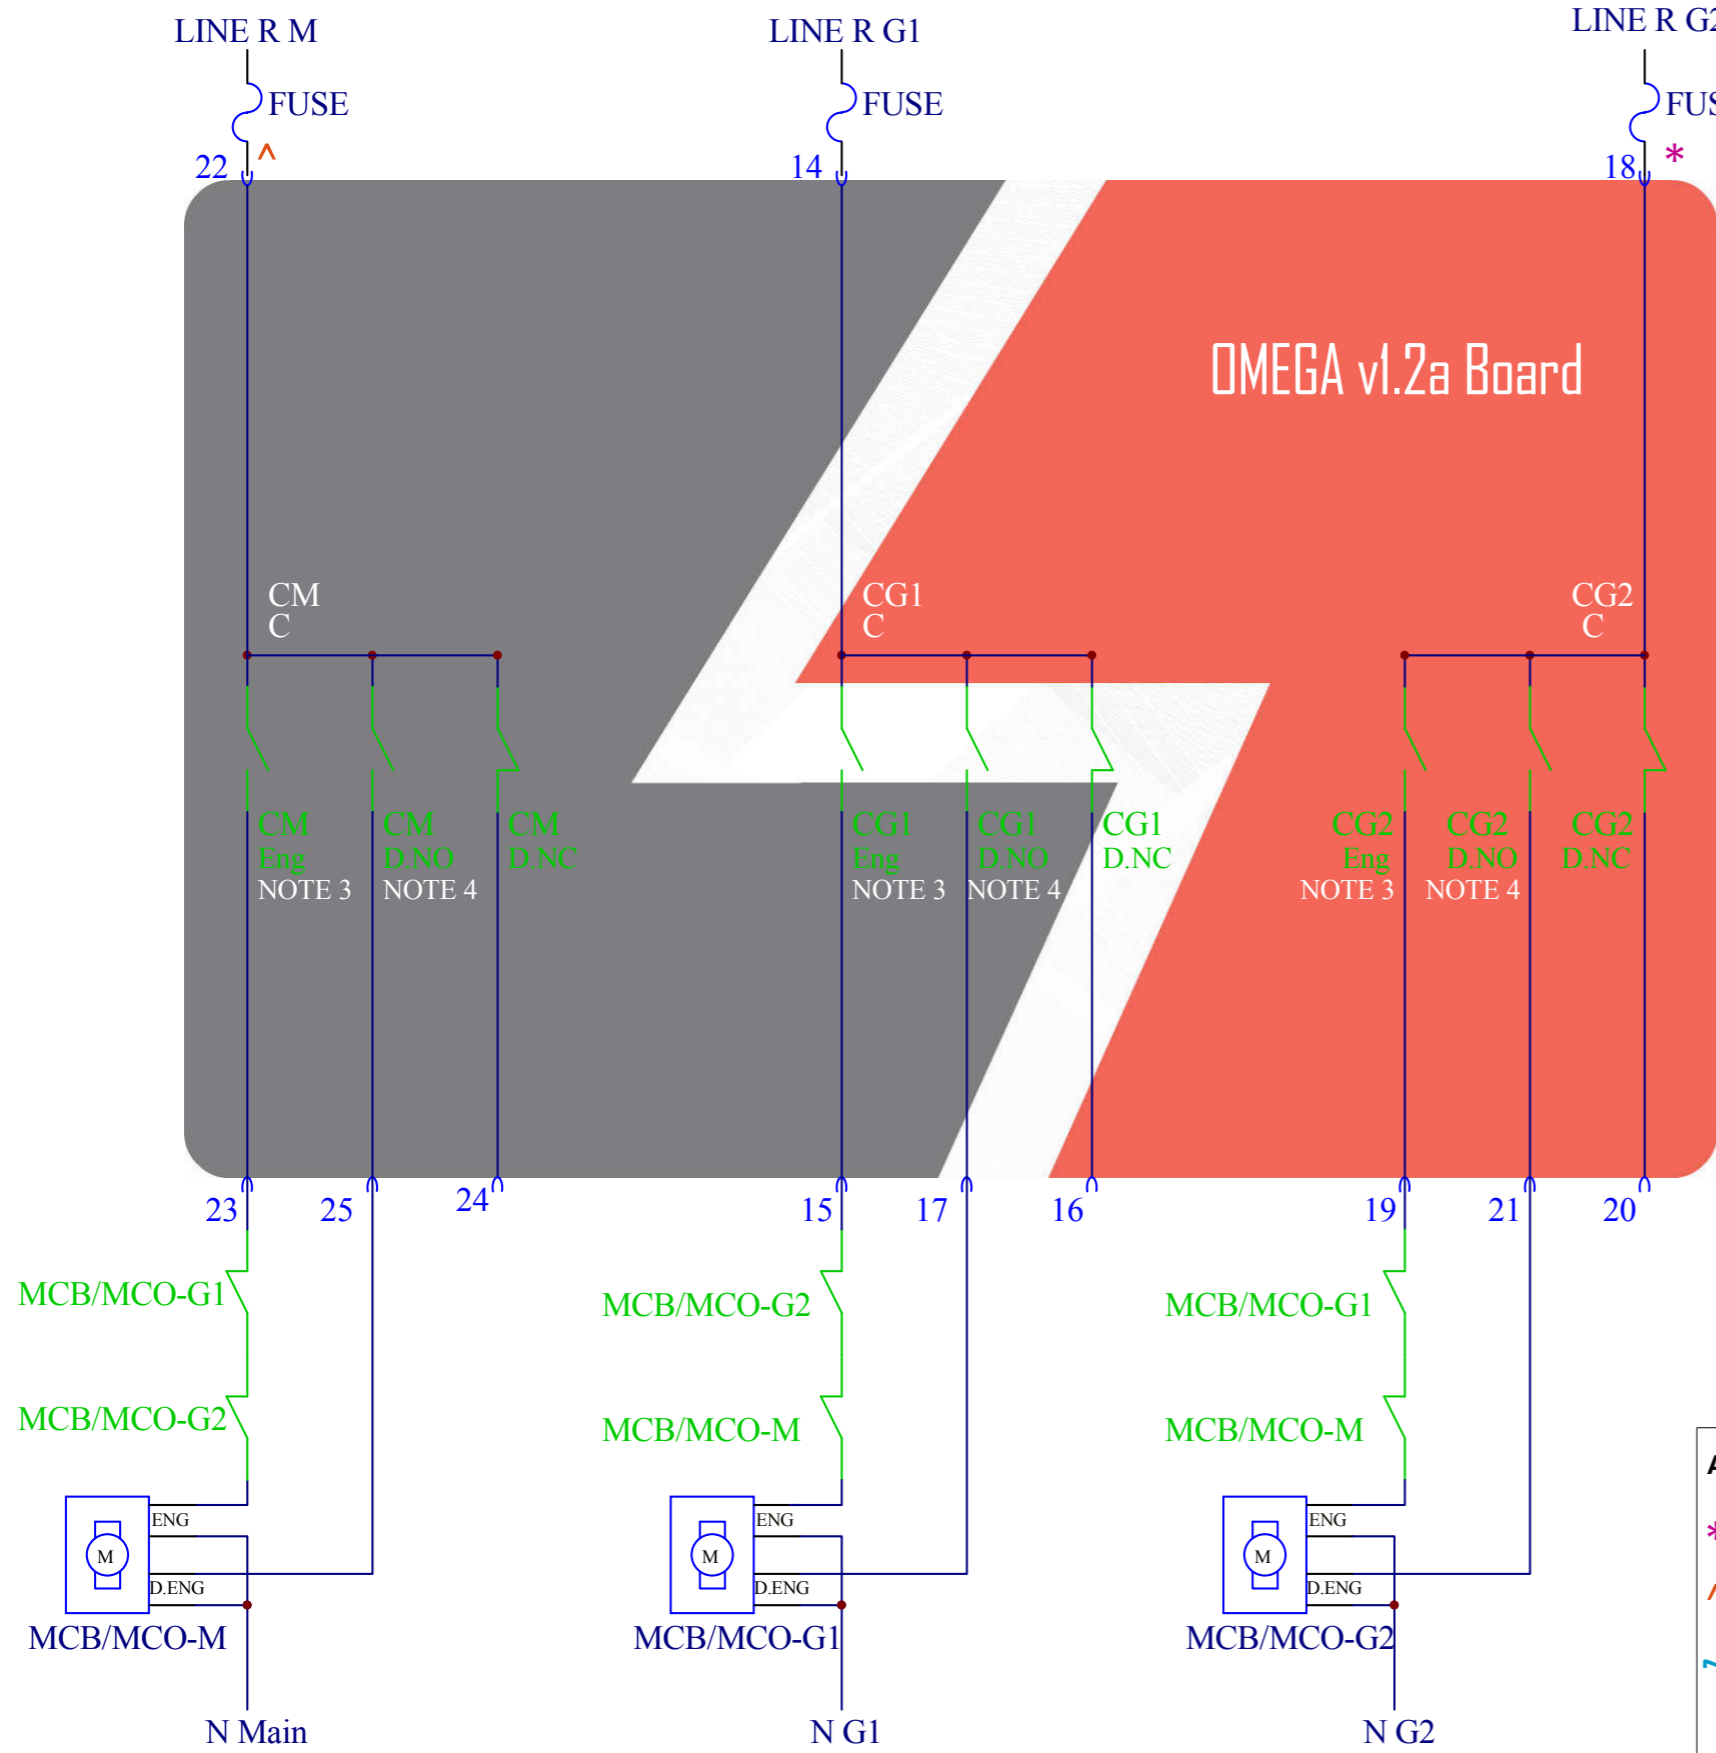 LINE R M
LINE R G1
LINE R G2
FUSE
FUSE
22
^
14
18
*
OMEGA v1.2a Board
CM
C
CG1
C
CG2
C
CM
Eng
NOTE 3
CM
D.NO
NOTE 4
CM
D.NC
CG1
Eng
NOTE 3
CG1
D.NO
NOTE 4
CG1
D.NC
CG2
Eng
NOTE 3
CG2
D.NO
NOTE 4
CG2
D.NC
23
25
24
15
17
16
19
21
20
MCB/MCO-G1
MCB/MCO-G2
MCB/MCO-G1
MCB/MCO-G2
MCB/MCO-M
MCB/MCO-M
ENG
M
D.ENG
MCB/MCO-M
ENG
M
D.ENG
MCB/MCO-G1
ENG
M
D.ENG
MCB/MCO-G2
*
N Main
N G1
N G2